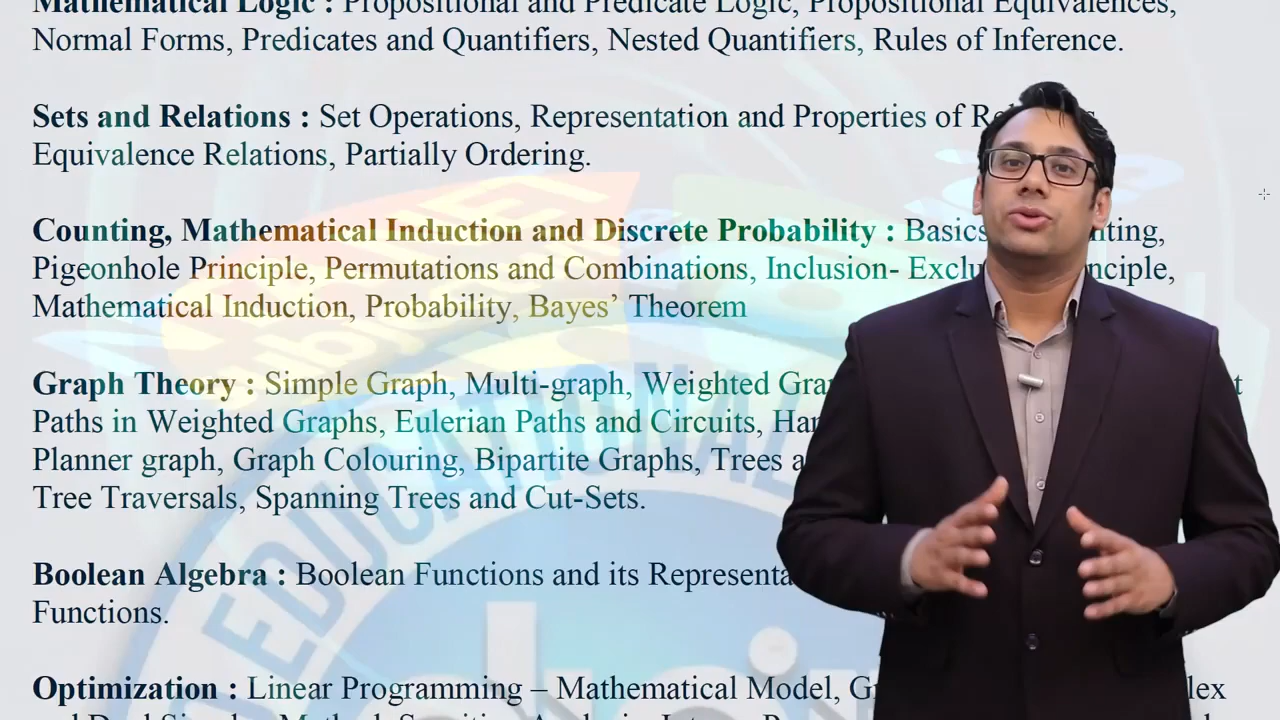 Mathematical Logic : Propositional and Predicate Logic, Propositional Equivalences,
Normal Forms, Predicates and Quantifiers, Nested Quantifiers, Rules of Inference.
Sets and Relations : Set Operations, Representation and Properties of
Equivalence Relations, Partially Ordering.
Counting, Mathematical Induction and Discrete Probability : Basics
Pigeonhole Principle, Permutations and Combinations, Inclusion-
Mathematical Induction, Probability, Bayes’ Theorem
Graph Theory : Simple Graph, Multi-graph, Weighted
Paths in Weighted Graphs, Eulerian Paths and Circuits,
Planner graph, Graph Colouring, Bipartite Graphs, Trees
Tree Traversals, Spanning Trees and Cut-Sets.
Boolean Algebra : Boolean Functions and its
Functions.
Optimization : Linear Programming – Mathematical Model,
EDUCATIONAL